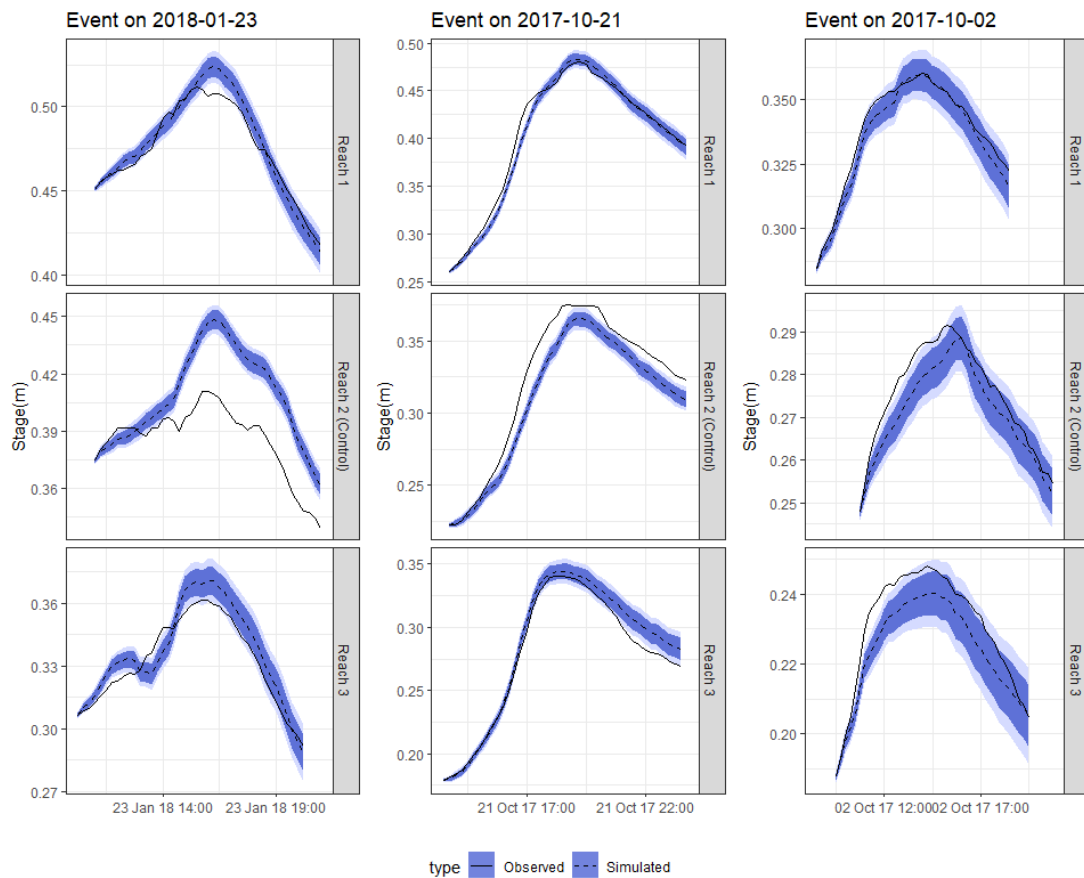 Event on 2018-01-23
Event on 2017-10-21
Event on 2017-10-02
0.50
0.45
0.40
Reach 1
0.50
0.45
0.40
0.35
0.30
0.25
Reach 1
0.350
0.325
0.300
Reach 1
Stage(m)
0.45
0.42
0.39
0.36
Reach 2 (Control)
Stage(m)
0.35
0.30
0.25
Reach 2 (Control)
Stage(m)
0.29
0.28
0.27
0.26
0.25
Reach 2 (Control)
0.36
0.33
0.30
0.27
Reach 3
0.35
0.30
0.25
0.20
Reach 3
0.24
0.22
0.20
Reach 3
23 Jan 18 14:00 23 Jan 18 19:00
21 Oct 17 17:00 21 Oct 17 22:00
02 Oct 17 12:00 02 Oct 17 17:00
type Observed Simulated